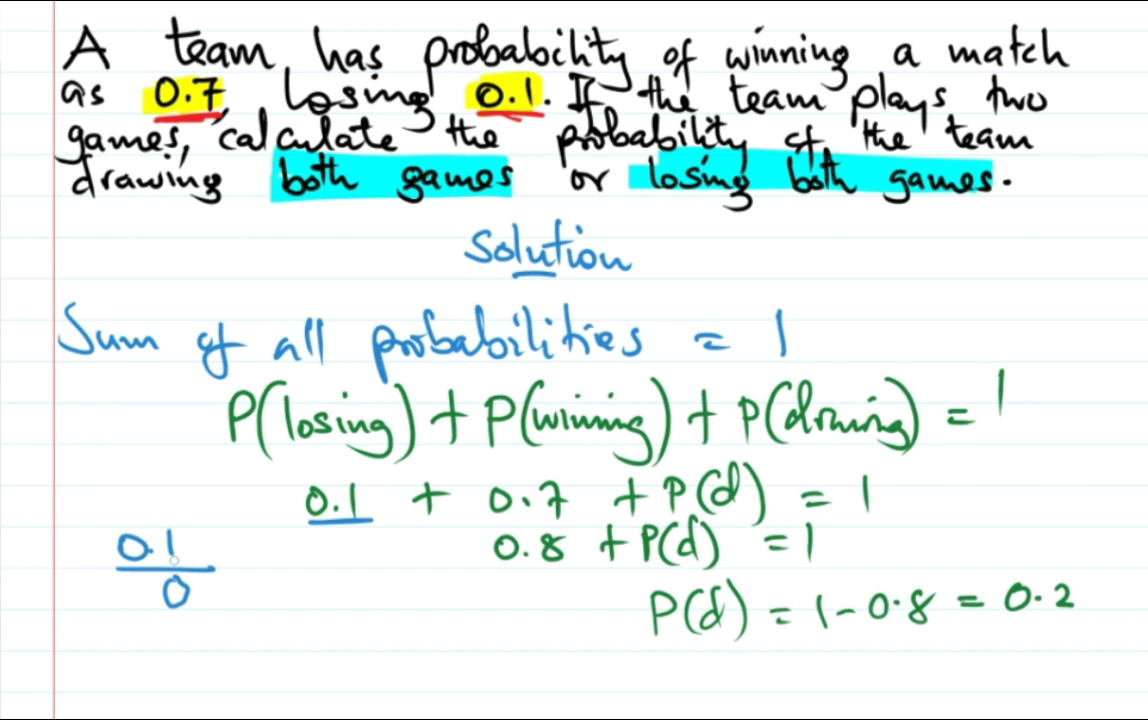 A team has probability of winning a match
as 0.7, losing 0.1. If the team plays two
games, calculate the probability of the team
drawing both games or losing both games.
Solution
Sum of all probabilities = 1
P(losing) + P(winning) + P(drawing) = 1
0.1 + 0.7 + P(d) = 1
0.8 + P(d) = 1
0.1
0
P(d) = 1-0.8 = 0.2